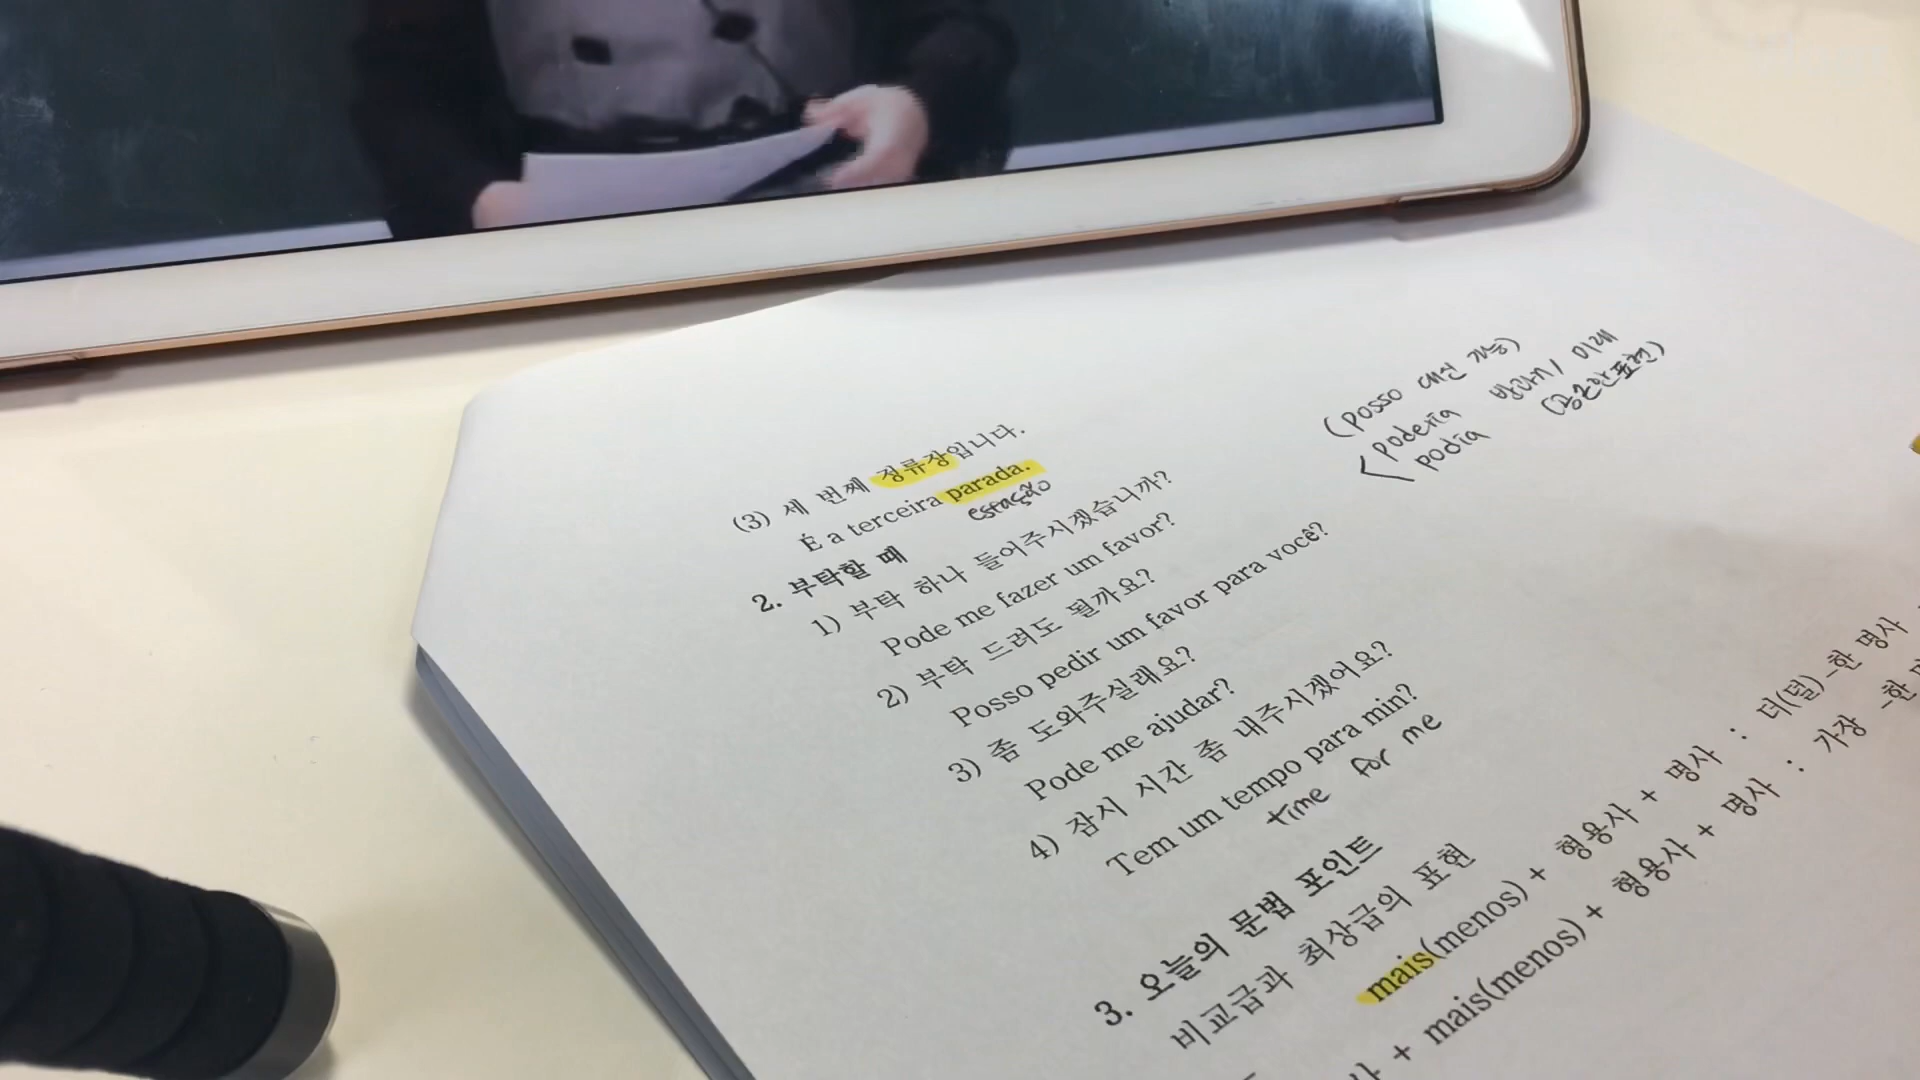 (3) 세 번째 정류장입니다.
É a terceira parada.
estação
2. 부탁할 때
1) 부탁 하나 들어주시겠습니까?
Pode me fazer um favor?
2) 부탁 드려도 될까요?
Posso pedir um favor para você?
3) 좀 도와주실래요?
Pode me ajudar?
4) 잠시 시간 좀 내주시겠어요?
Tem um tempo para min?
time for me
(posso 대신 가능)
poderia
podia
(공손한 표현)
3. 오늘의 문법 포인트
비교급과 최상급의 표현
mais(menos) + 형용사 + 명사 : 더(덜) -한 명사
+ mais(menos) + 형용사 + 명사 : 가장 -한